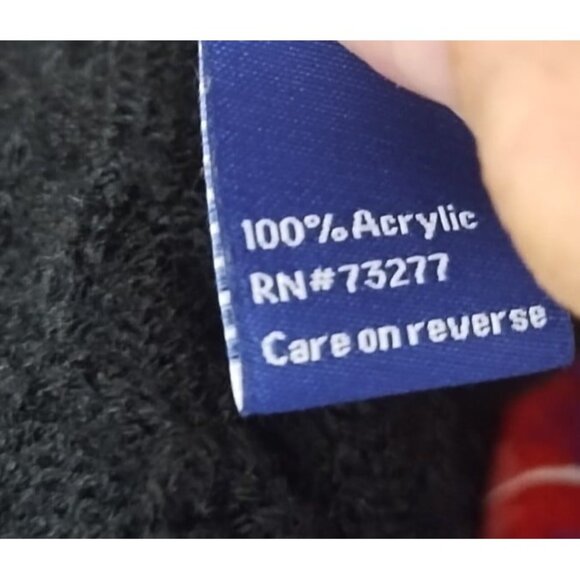 100% Acrylic
RN#73277
Care on reverse